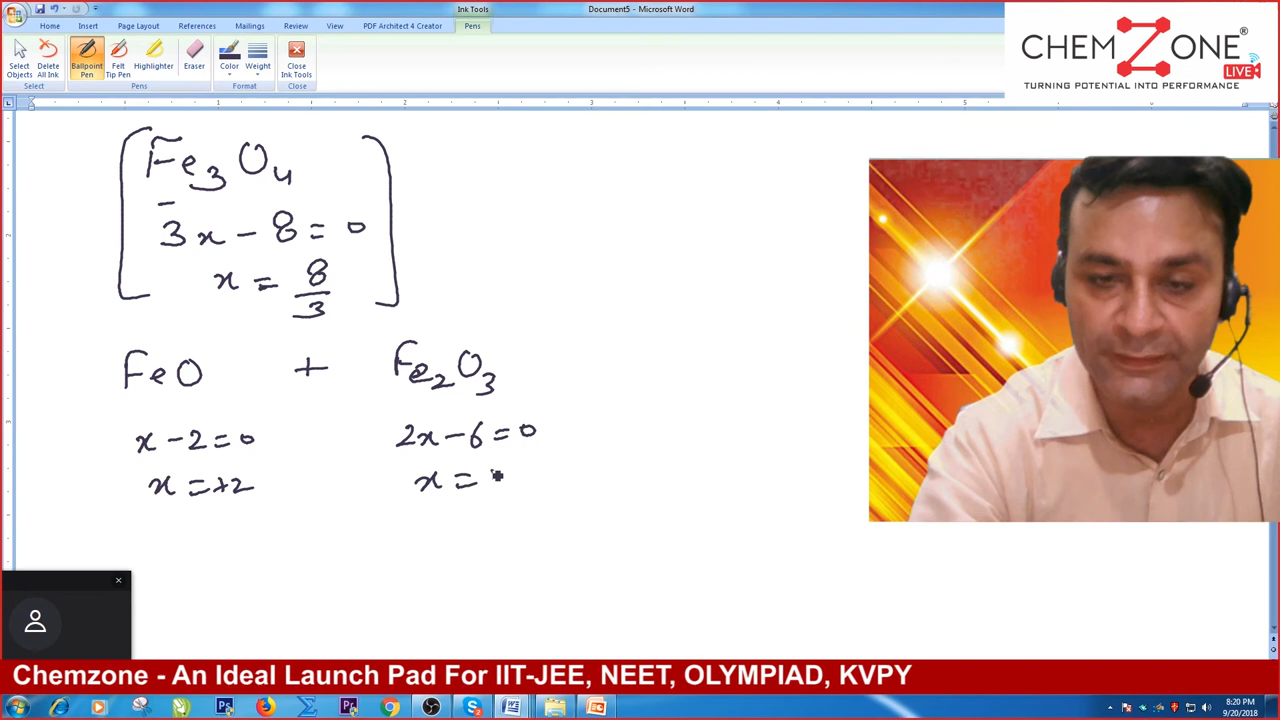 Ink Tools
Document5 - Microsoft Word
Home Insert Page Layout References Mailings Review View PDF Architect 4 Creator Pens
Select Objects
Delete All Ink
Ballpoint Pen
Felt Tip Pen
Highlighter
Eraser
Color
Weight
Close Ink Tools
Select Pens Format Close
CHEMZONE®
LIVE
TURNING POTENTIAL INTO PERFORMANCE
Fe₃O₄
3x - 8 = 0
x = 8/3
FeO + Fe₂O₃
x - 2 = 0 2x - 6 = 0
x = +2 x =
Chemzone - An Ideal Launch Pad For IIT-JEE, NEET, OLYMPIAD, KVPY
8:20 PM
9/20/2018